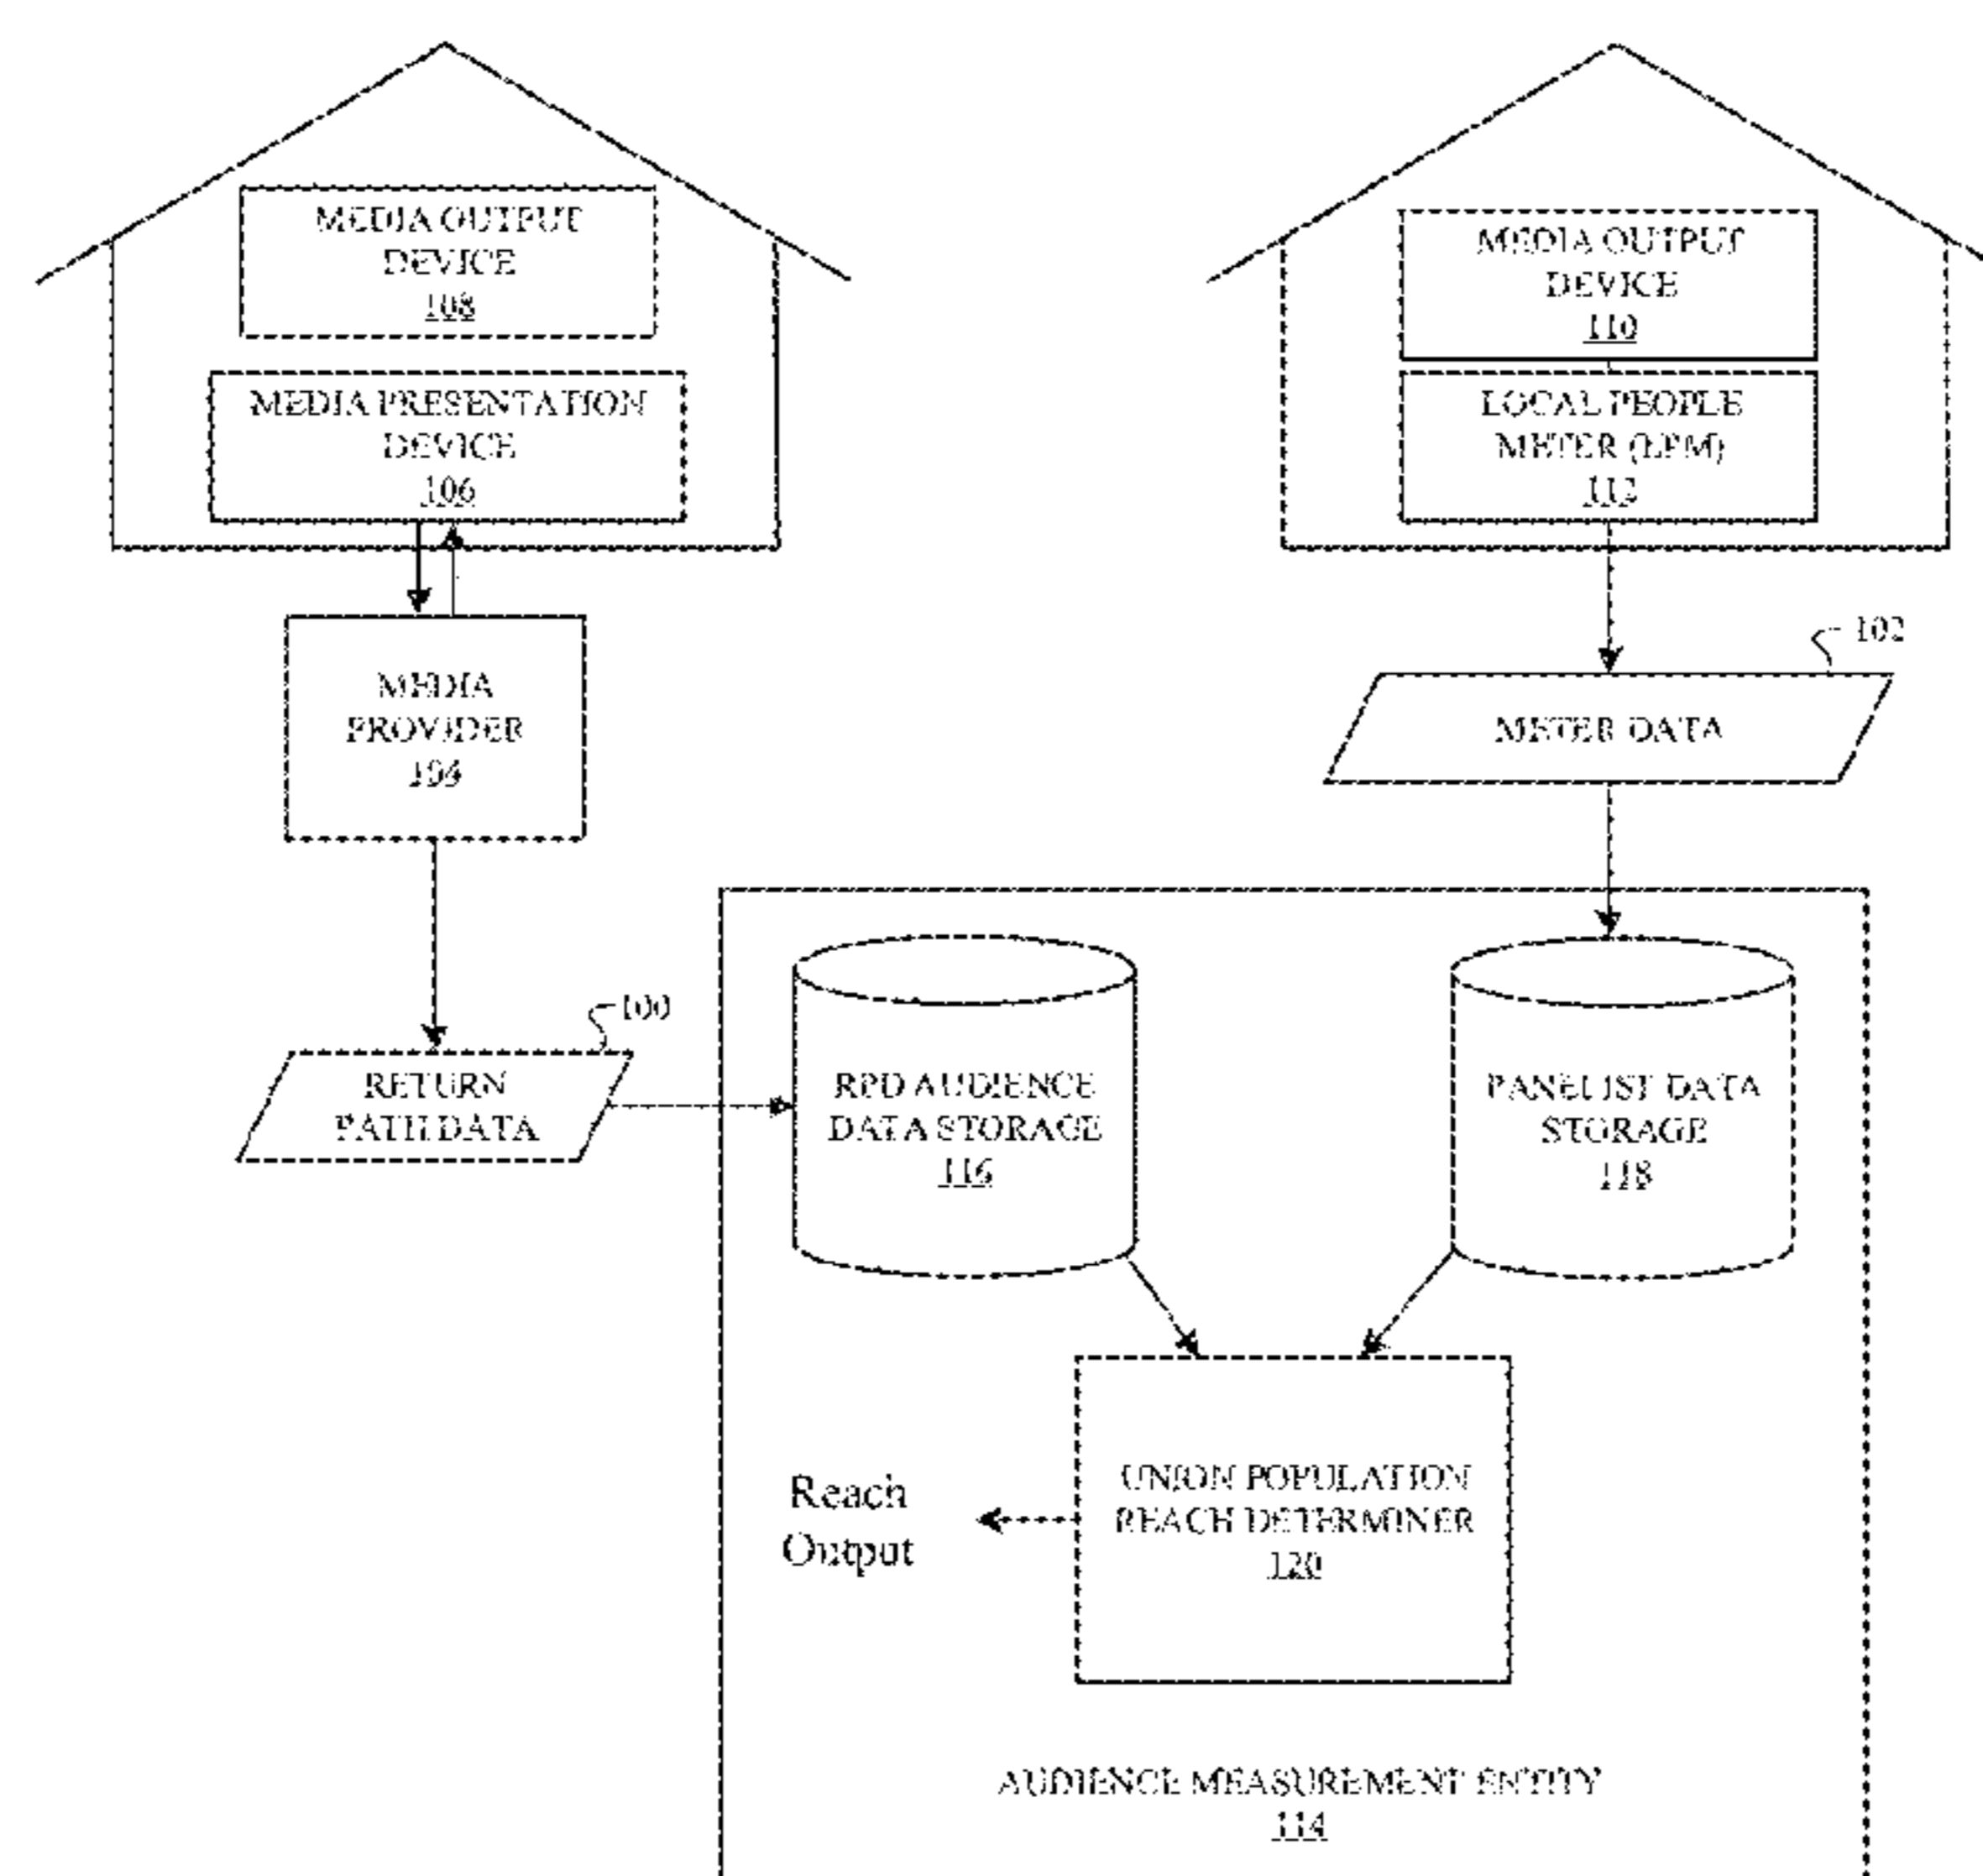 MEDIA OUTPUT
DEVICE
108
MEDIA PRESENTATION
DEVICE
106
MEDIA OUTPUT
DEVICE
110
LOCAL PEOPLE
METER (LPM)
112
MEDIA
PROVIDER
104
102
METER DATA
100
RETURN
PATH DATA
RPD AUDIENCE
DATA STORAGE
116
PANELIST DATA
STORAGE
118
Reach
Output
UNION POPULATION
REACH DETERMINER
120
AUDIENCE MEASUREMENT ENTITY
114